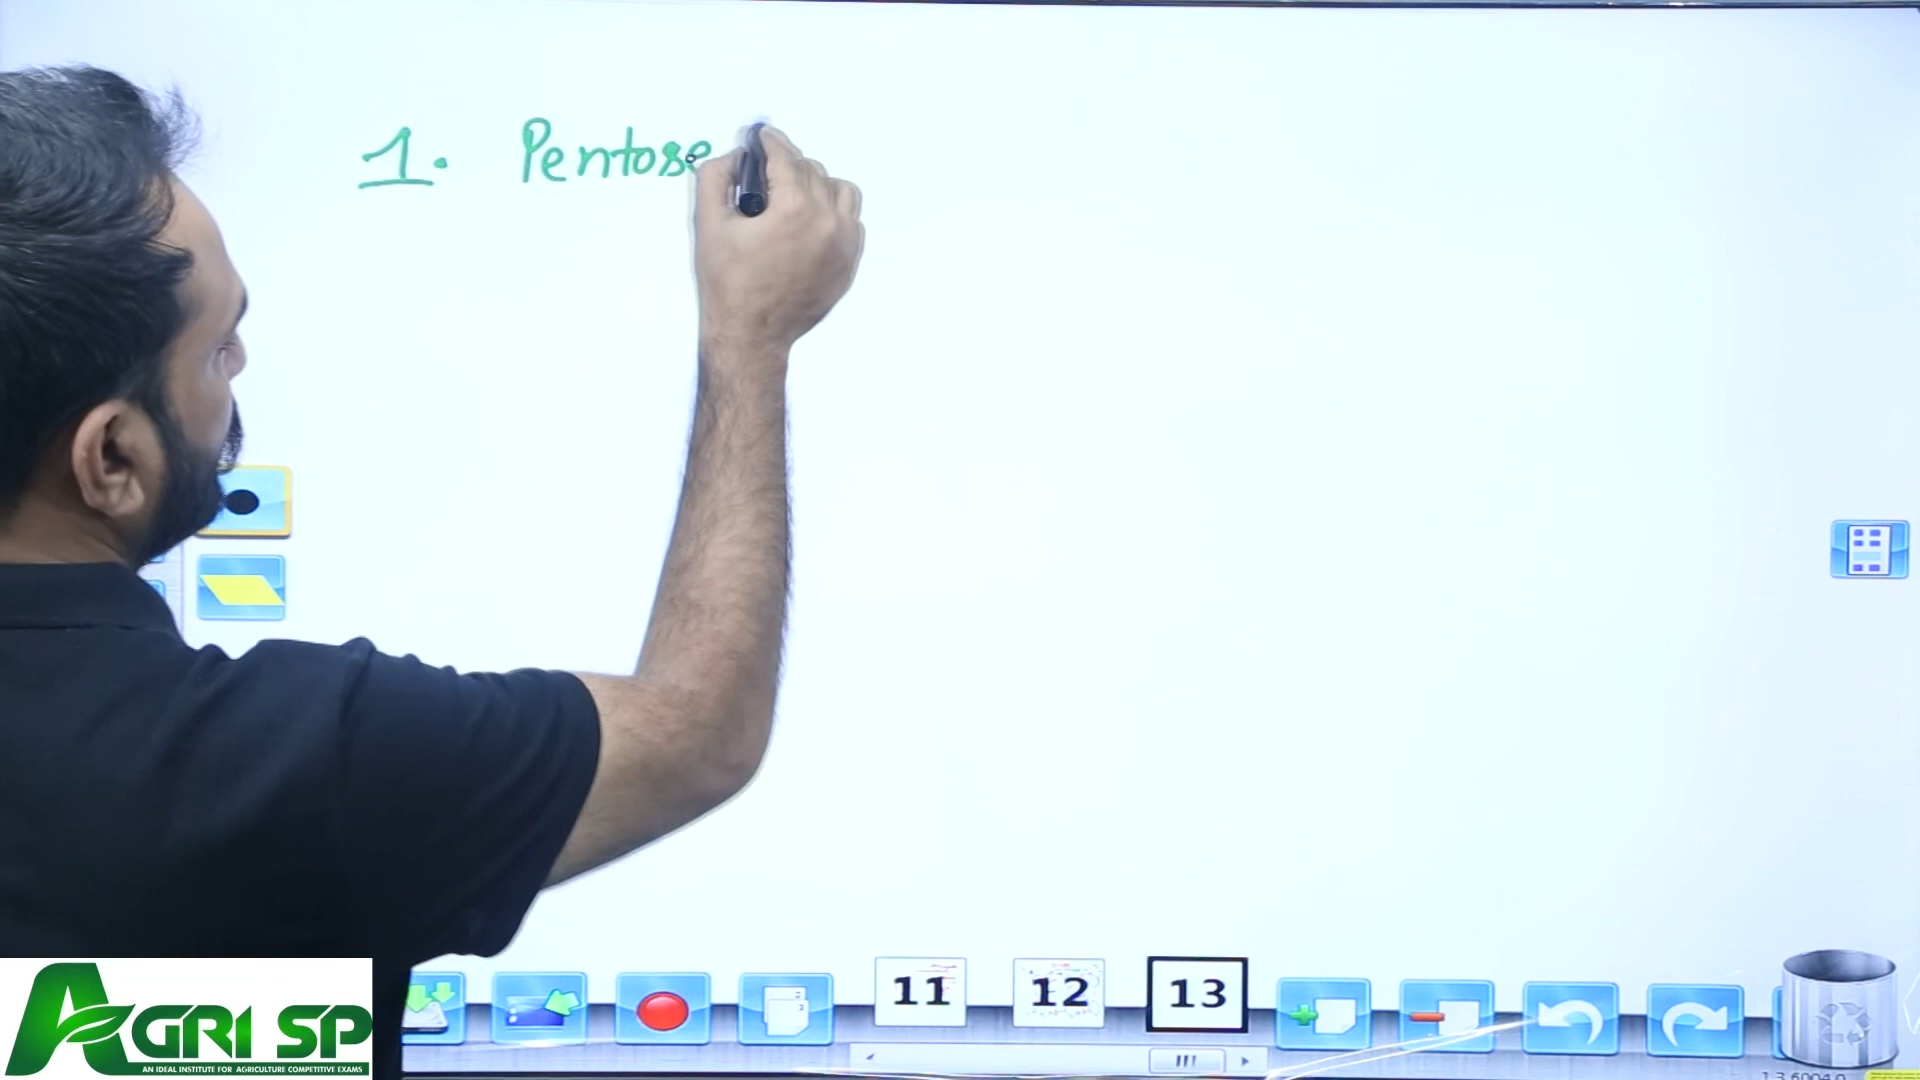 1. Pentose
11
12
13
AGRI SP
AN IDEAL INSTITUTE FOR AGRICULTURE COMPETITIVE EXAMS